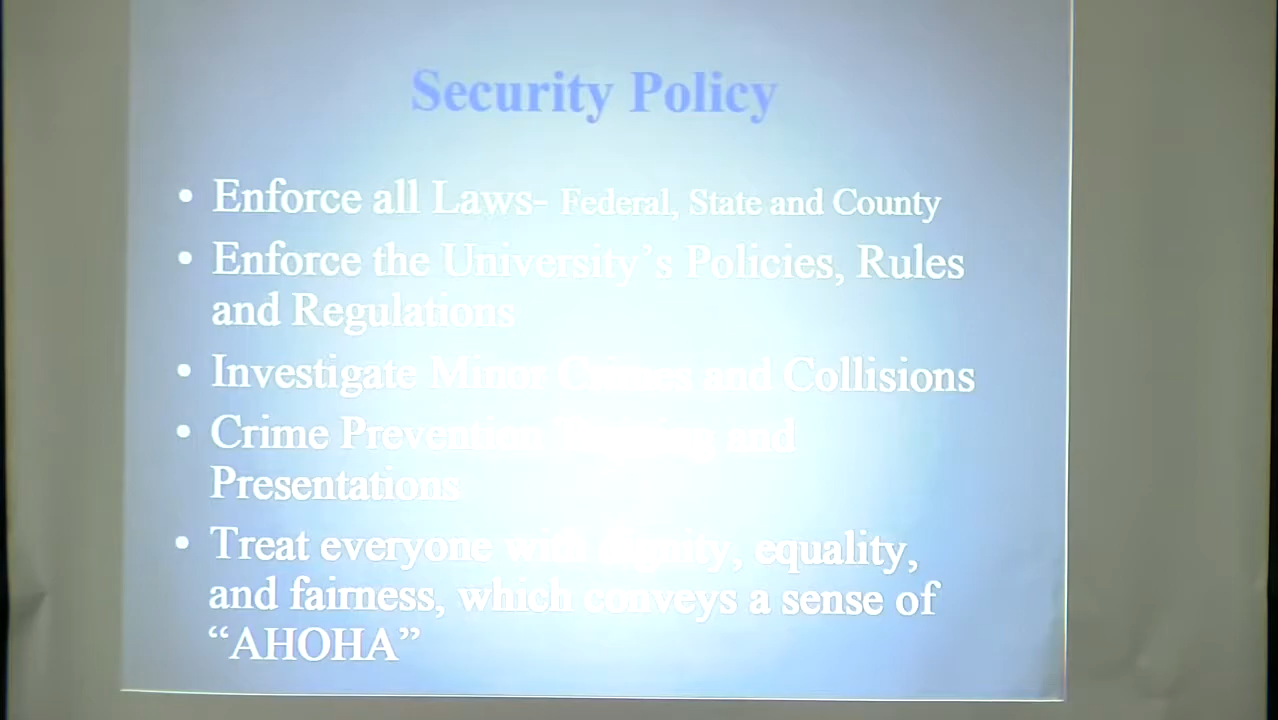 Security Policy
• Enforce all Laws- Federal, State and County
• Enforce the University's Policies, Rules
and Regulations
• Investigate Minor Crimes and Collisions
• Crime Prevention and
Presentations
• Treat everyone with dignity, equality,
and fairness, which conveys a sense of
“AHOHA”